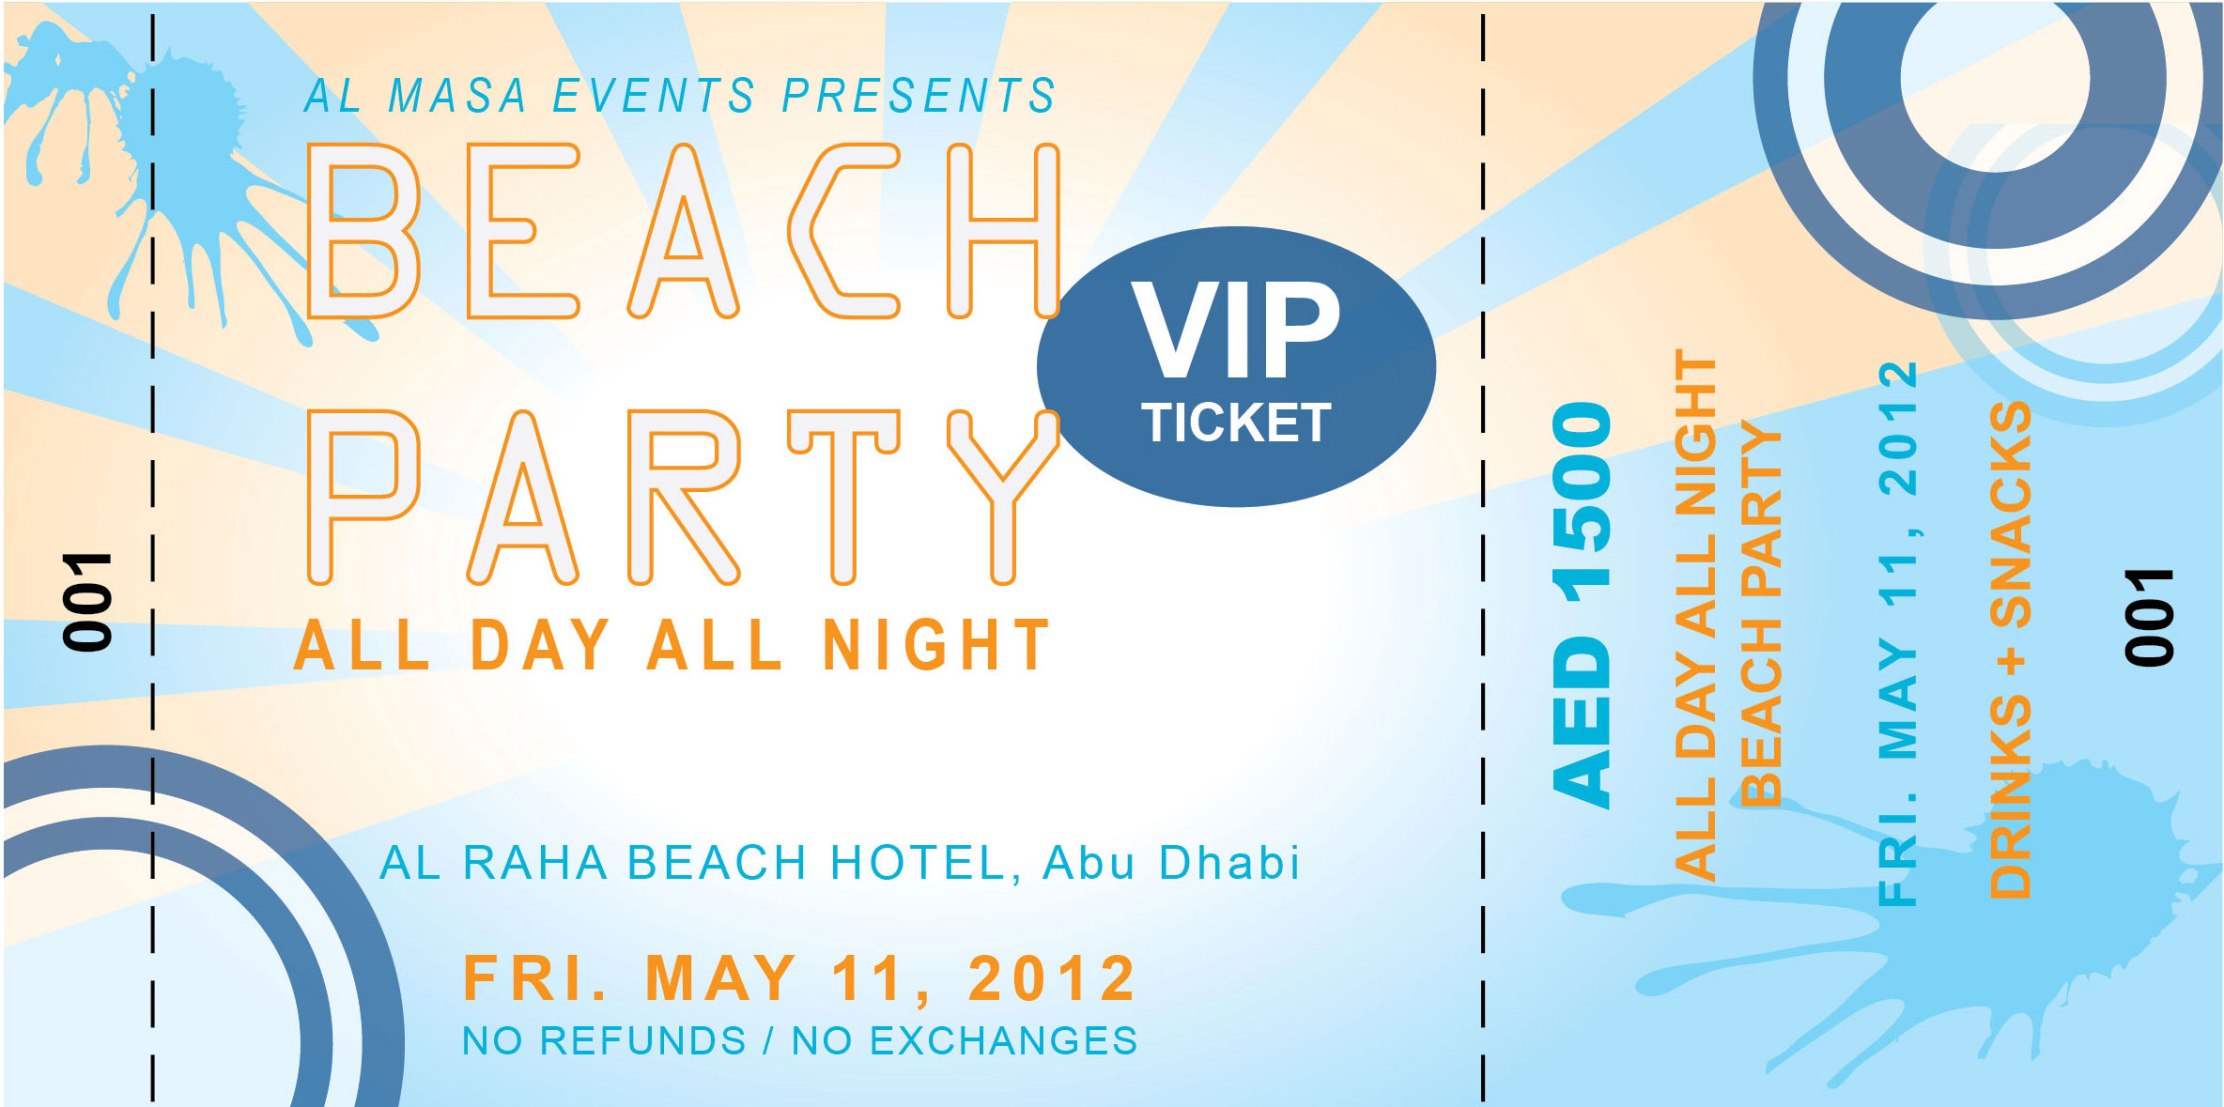 001
AL MASA EVENTS PRESENTS
BEACH
PARTY
ALL DAY ALL NIGHT
VIP
TICKET
AL RAHA BEACH HOTEL, Abu Dhabi
FRI. MAY 11, 2012
NO REFUNDS / NO EXCHANGES
AED 1500
ALL DAY ALL NIGHT
BEACH PARTY
FRI. MAY 11, 2012
DRINKS + SNACKS
001